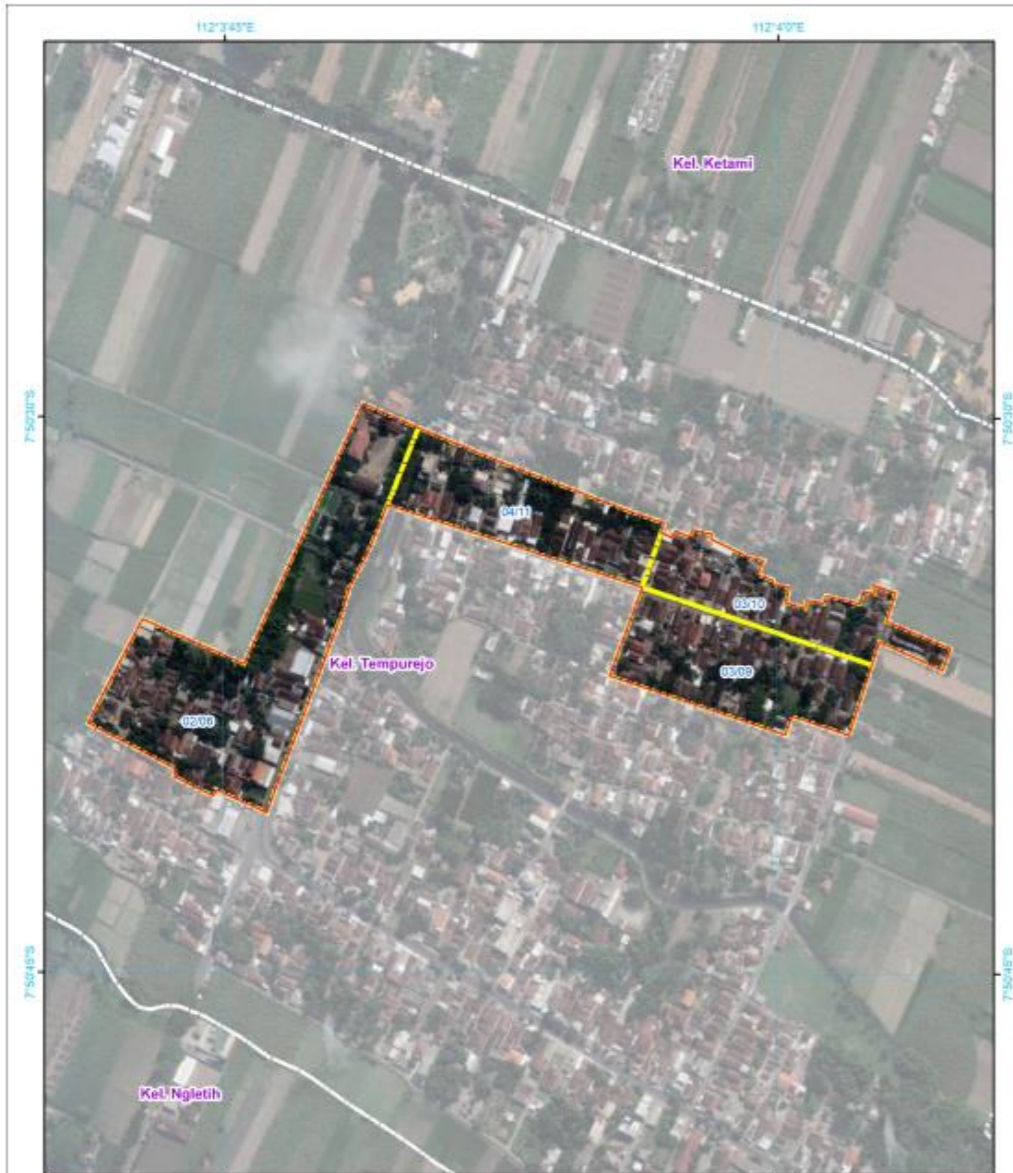 112°3'45"E
112°4'0"E
Kel. Ketami
7°50'30"S
7°50'30"S
04/11
03/10
Kel. Tempurejo
03/09
02/06
7°50'45"S
7°50'45"S
Kel. Ngletih